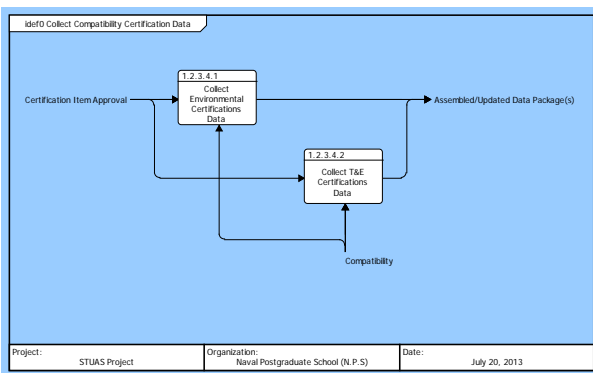 idef0 Collect Compatibility Certification Data
1.2.3.4.1
Collect
Environmental
Certifications
Data
Certification Item Approval
Assembled/Updated Data Package(s)
1.2.3.4.2
Collect T&E
Certifications
Data
Compatibility
Project:
STUAS Project
Organization:
Naval Postgraduate School (N.P.S)
Date:
July 20, 2013